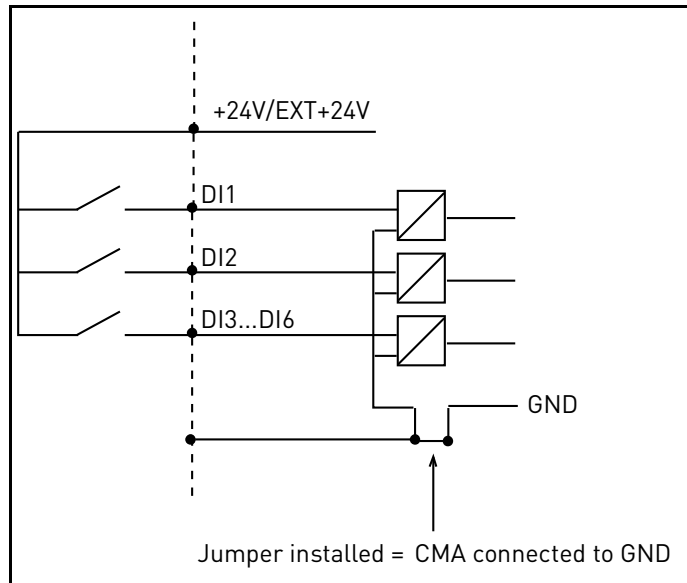 +24V/EXT+24V
DI1
DI2
DI3...DI6
GND
Jumper installed = CMA connected to GND